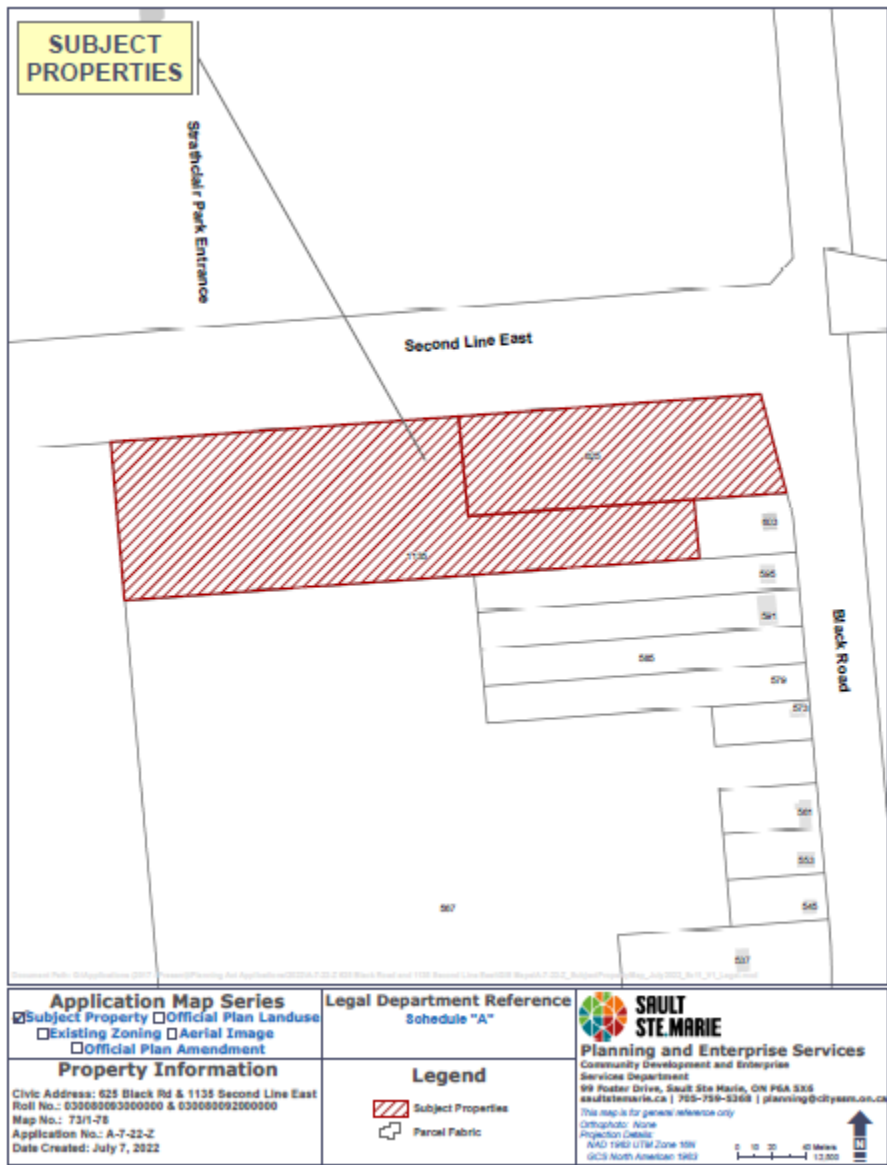 SUBJECT
PROPERTIES
Strathclair Park Entrance
Second Line East
625
1135
603
595
591
585
579
Black Road
573
561
553
567
545
537
Application Map Series
Subject Property Official Plan Landuse
Existing Zoning Aerial Image
Official Plan Amendment
Property Information
Civic Address: 625 Black Rd & 1135 Second Line East
Roll No.: 030080093000000 & 030080092000000
Map No.: 73/1-78
Application No.: A-7-22-Z
Date Created: July 7, 2022
Legal Department Reference
Schedule "A"
Legend
Subject Properties
Parcel Fabric
SAULT
STE.MARIE
Planning and Enterprise Services
Community Development and Enterprise
Services Department
99 Foster Drive, Sault Ste Marie, ON P6A 5X6
saultstemarie.ca | 705-759-5368 | planning@cityssm.on.ca
This map is for general reference only
Orthophoto: None
Projection Details:
NAD 1983 UTM Zone 16N
GCS North American 1983
0 10 20 40 Meters
N